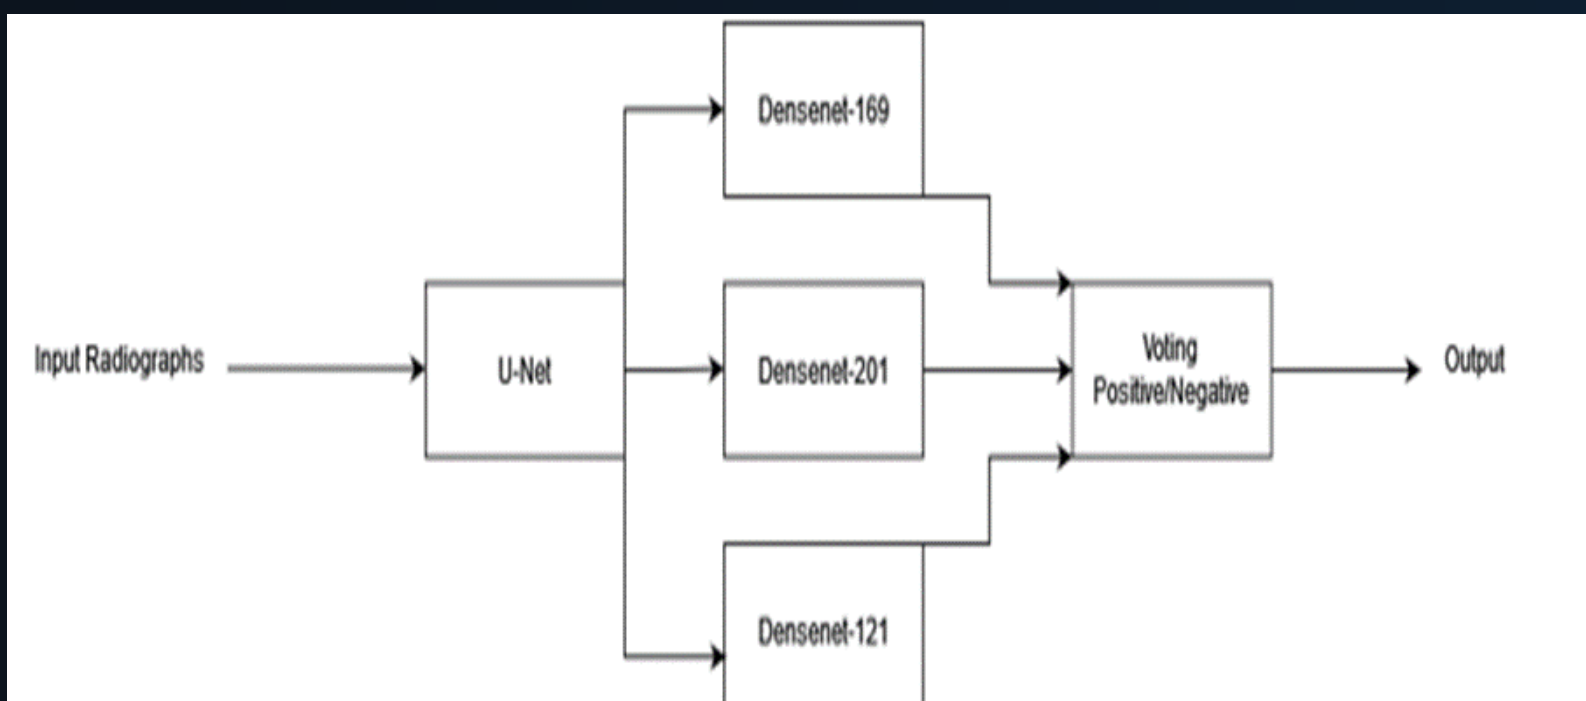 Densenet-169
Input Radiographs
U-Net
Densenet-201
Voting
Positive/Negative
Output
Densenet-121